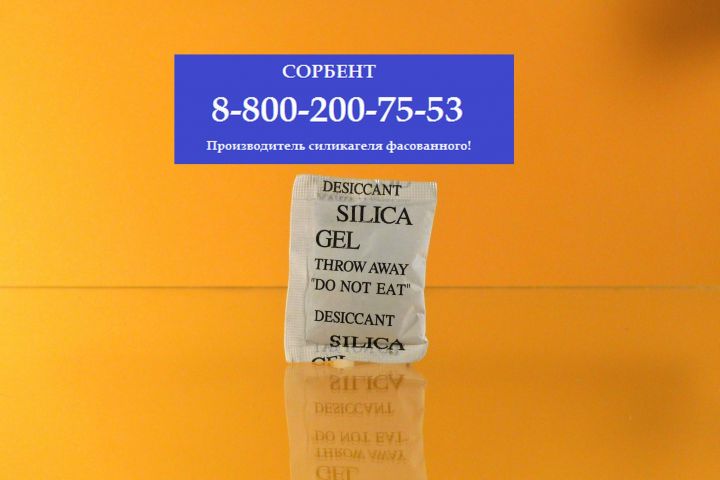 СОРБЕНТ
8-800-200-75-53
Производитель силикагеля фасованного!
DESICCANT
SILICA
GEL
THROW AWAY
"DO NOT EAT"
DESICCANT
SILICA
GEL